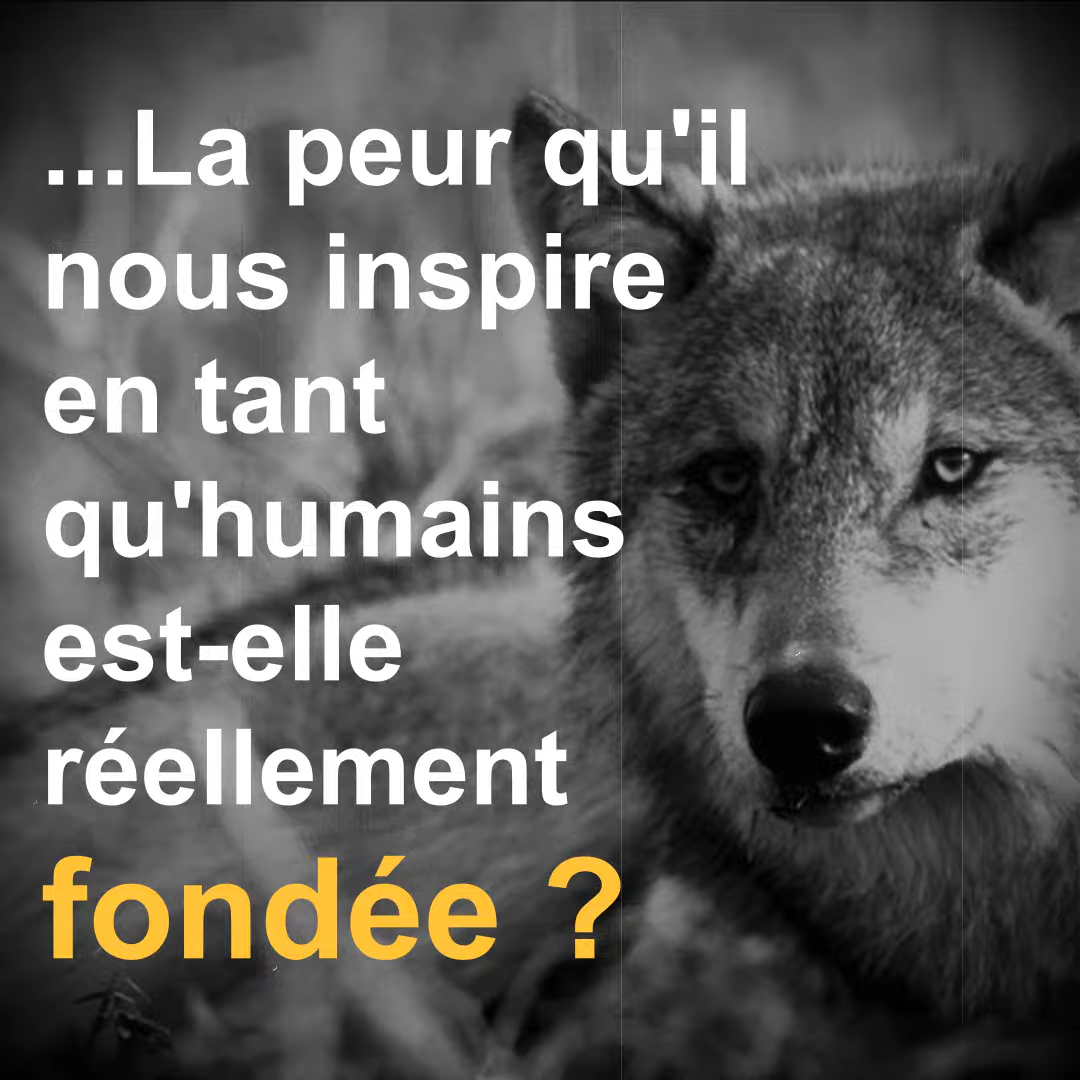 ...La peur qu'il
nous inspire
en tant
qu'humains
est-elle
réellement
fondée ?